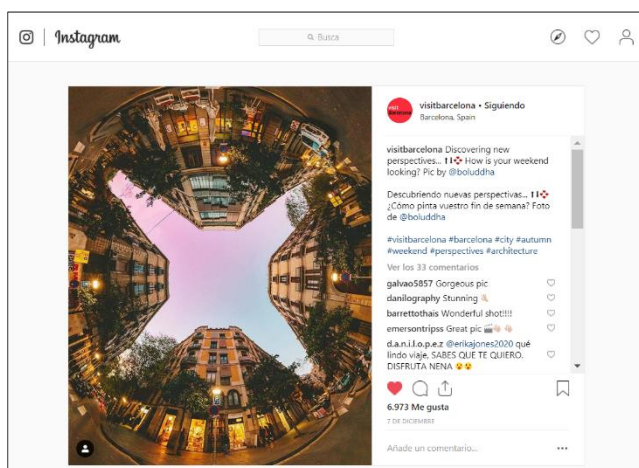 Instagram
Busca
visitbarcelona • Siguiendo
Barcelona, Spain
visitbarcelona Discovering new
perspectives... How is your weekend
looking? Pic by @boluddha
Descubriendo nuevas perspectivas...
¿Cómo pinta vuestro fin de semana? Foto
de @boluddha
#visitbarcelona #barcelona #city #autumn
#weekend #perspectives #architecture
Ver los 33 comentarios
galvao5857 Gorgeous pic
danilography Stunning
barrettothais Wonderful shot!!!!
emersontripss Great pic
d.a.n.i.l.o.p.e.z @erikajones2020 qué
lindo viaje, SABES QUE TE QUIERO.
DISFRUTA NENA
6.973 Me gusta
7 DE DICIEMBRE
Añade un comentario...